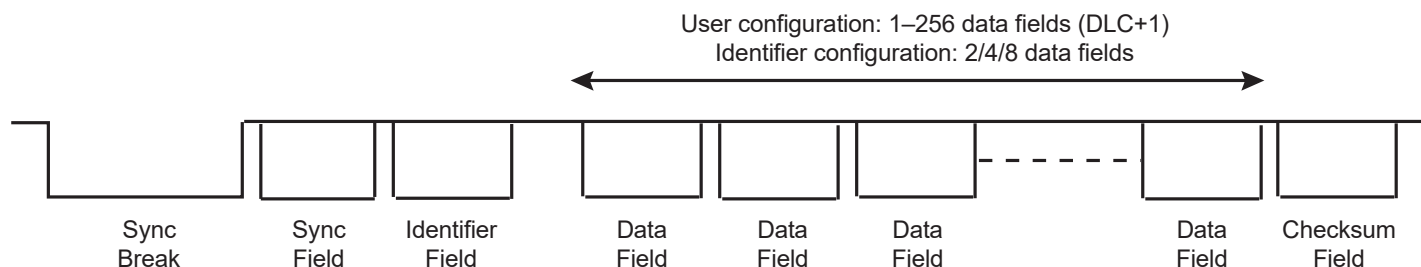 User configuration: 1–256 data fields (DLC+1)
Identifier configuration: 2/4/8 data fields
Sync
Break
Sync
Field
Identifier
Field
Data
Field
Data
Field
Data
Field
Data
Field
Checksum
Field